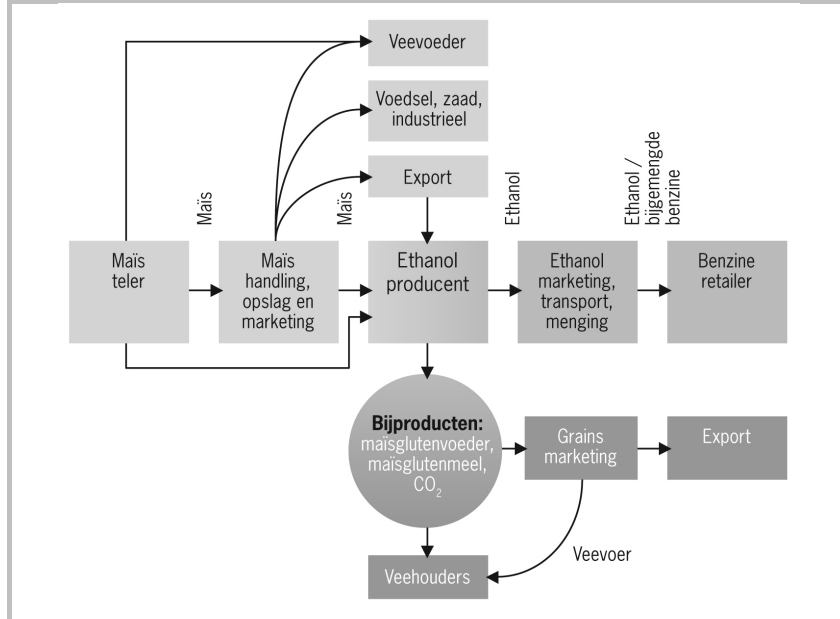 Veevoeder
Voedsel, zaad,
industrieel
Export
Maïs
Maïs
Ethanol
Ethanol /
bijgemengde
benzine
Maïs
teler
Maïs
handling,
opslag en
marketing
Ethanol
producent
Ethanol
marketing,
transport,
menging
Benzine
retailer
Bijproducten:
maïsglutenvoeder,
maïsglutenmeel,
CO₂
Grains
marketing
Export
Veevoer
Veehouders